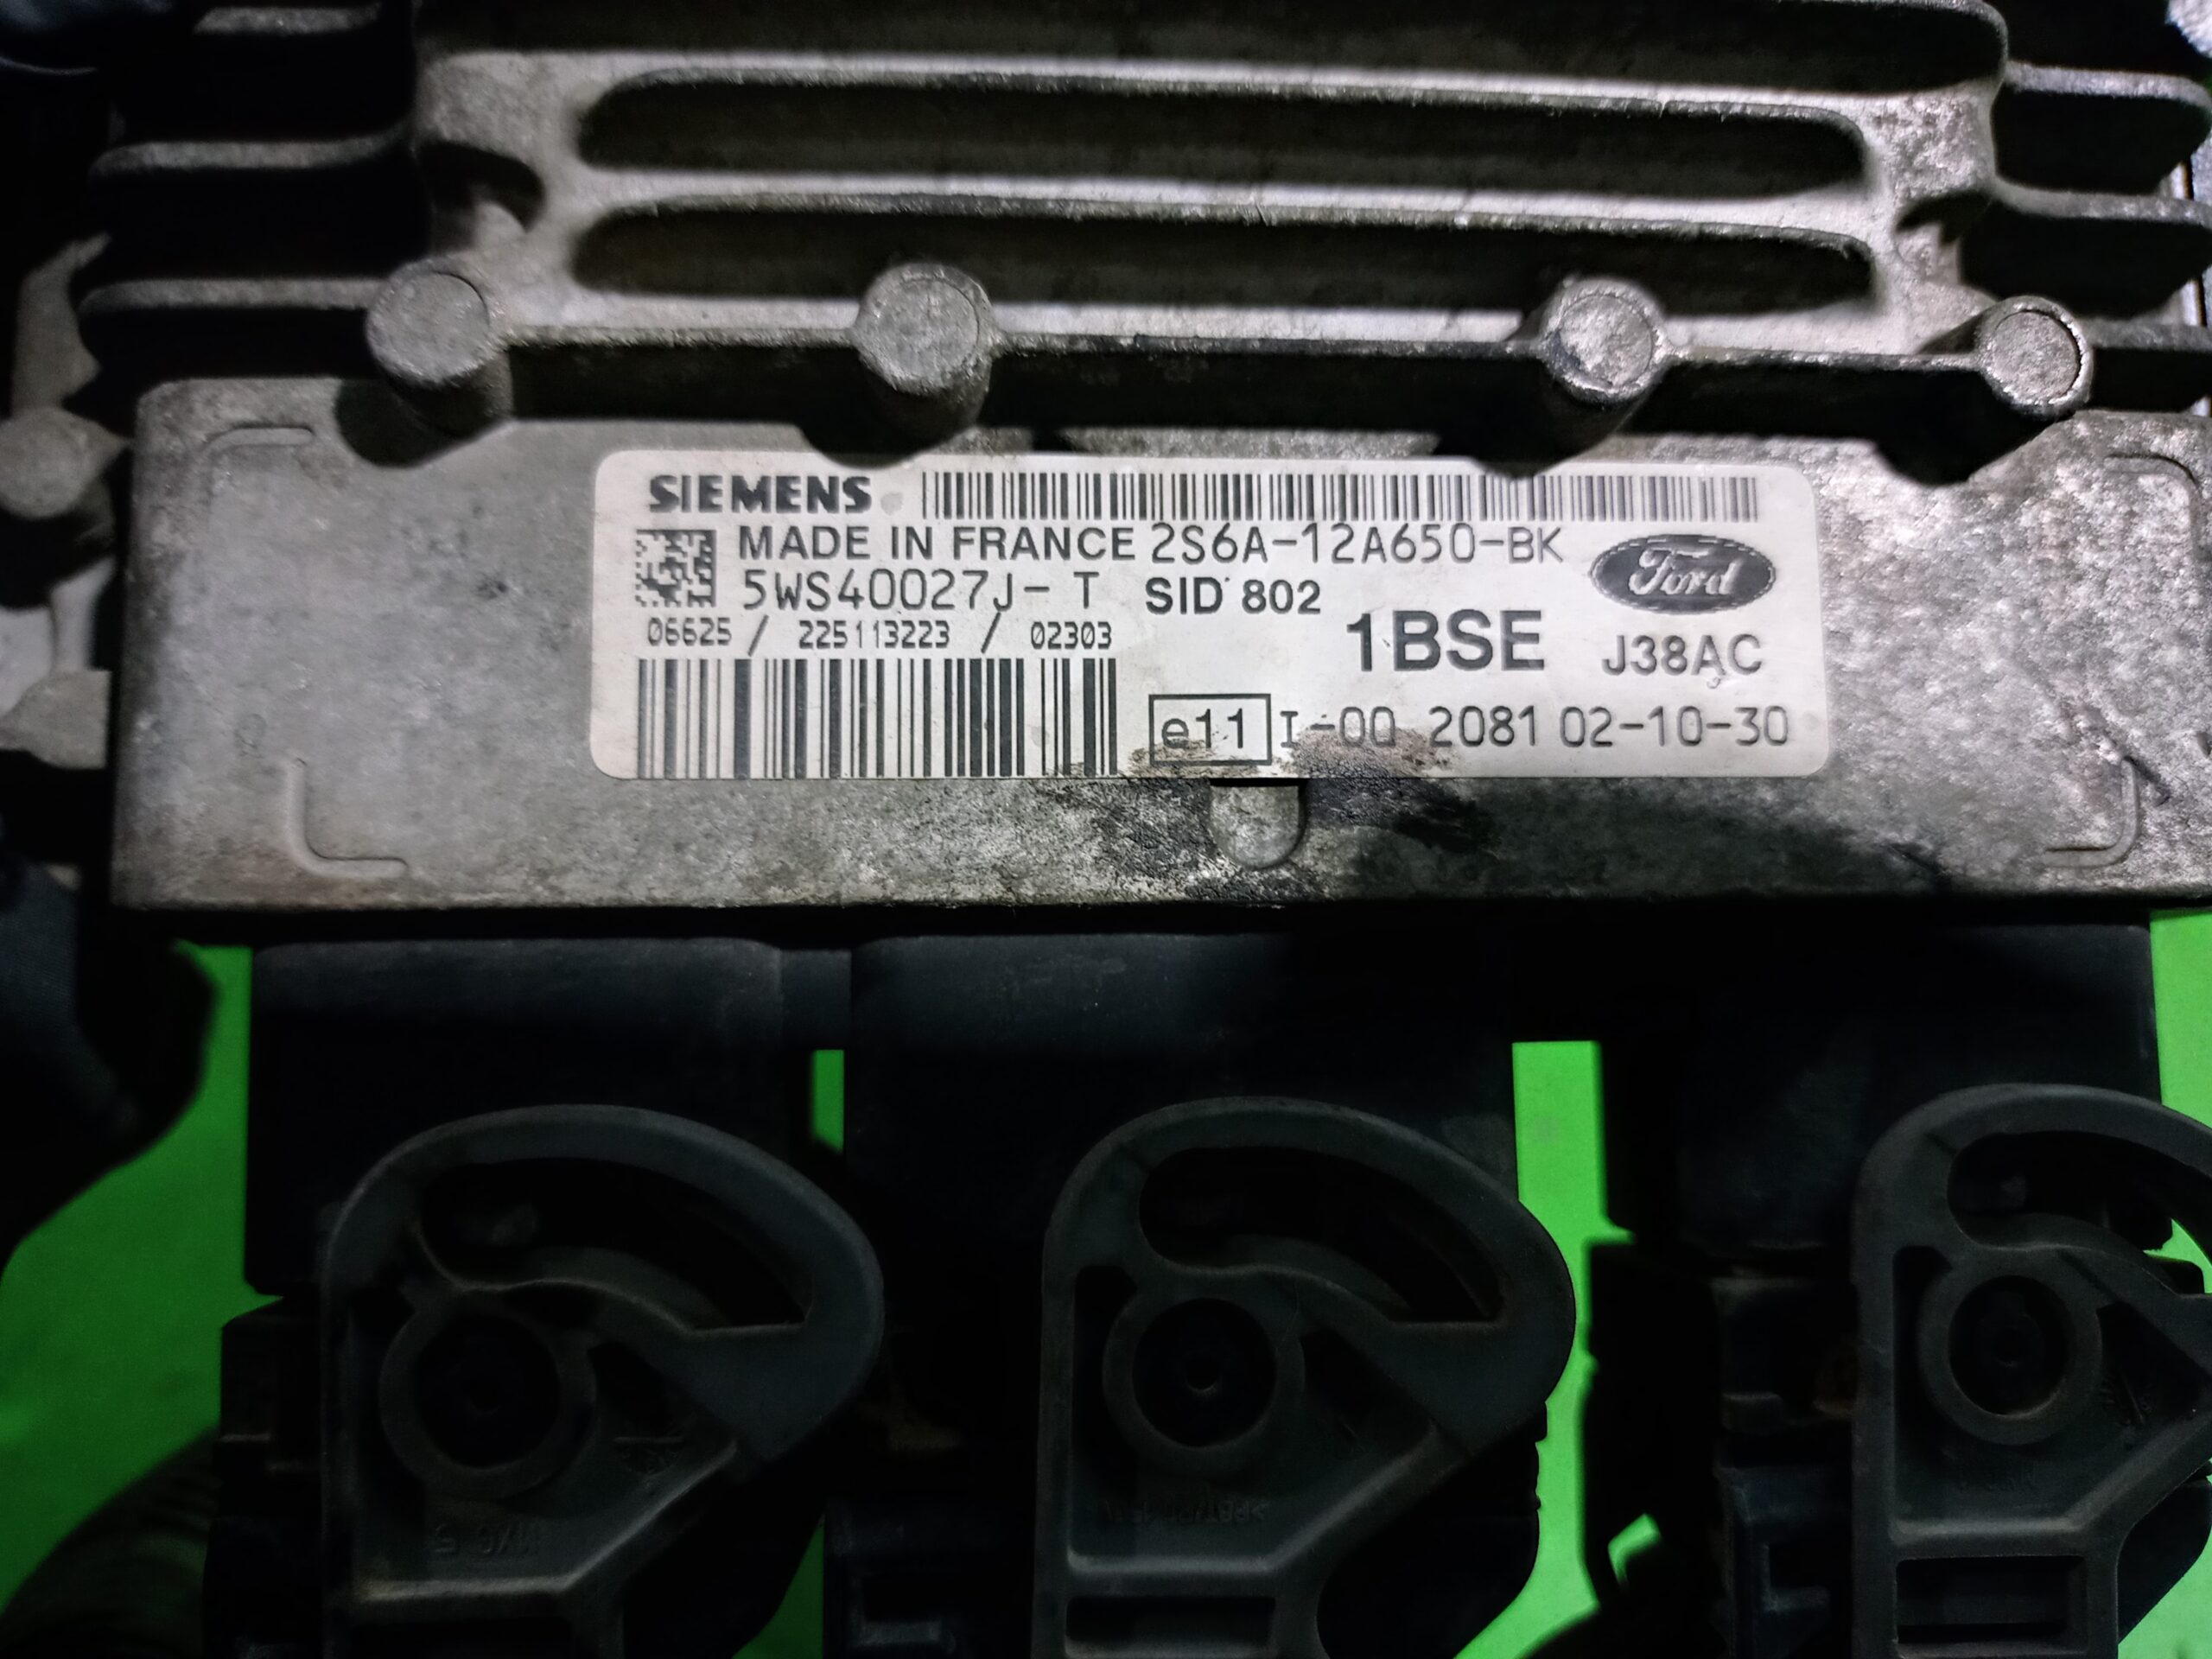 SIEMENS
MADE IN FRANCE 2S6A-12A650-BK
Ford
5WS40027J- T SID 802
06625 / 225113223 / 02303
1BSE J38AC
e11 I-00 2081 02-10-30